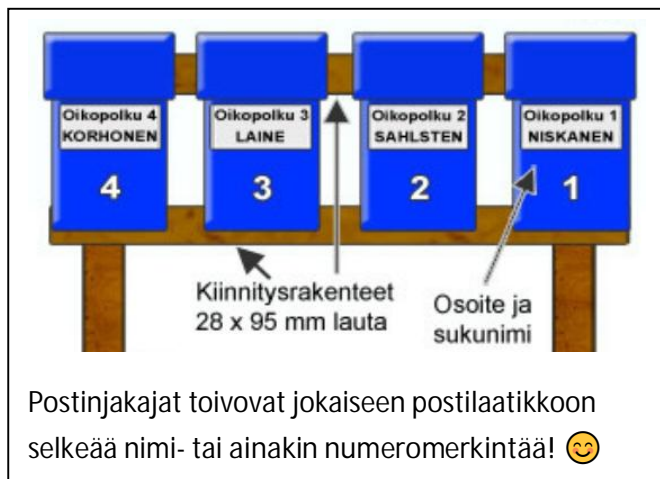 Oikopolku 4
KORHONEN
4
Oikopolku 3
LAINE
3
Oikopolku 2
SAHLSTEN
2
Oikopolku 1
NISKANEN
1
Kiinnitysrakenteet
28 x 95 mm lauta
Osoite ja
sukunimi
Postinjakajat toivovat jokaiseen postilaatikkoon
selkeää nimi- tai ainakin numeromerkintää! 😊